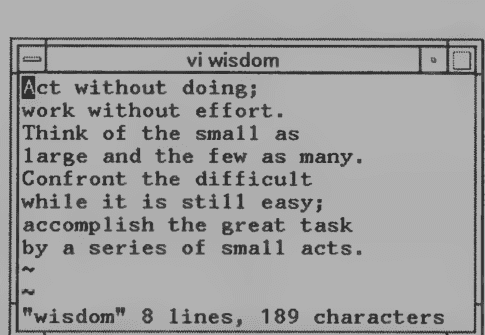 vi wisdom
Act without doing;
work without effort.
Think of the small as
large and the few as many.
Confront the difficult
while it is still easy;
accomplish the great task
by a series of small acts.
~
~
"wisdom" 8 lines, 189 characters